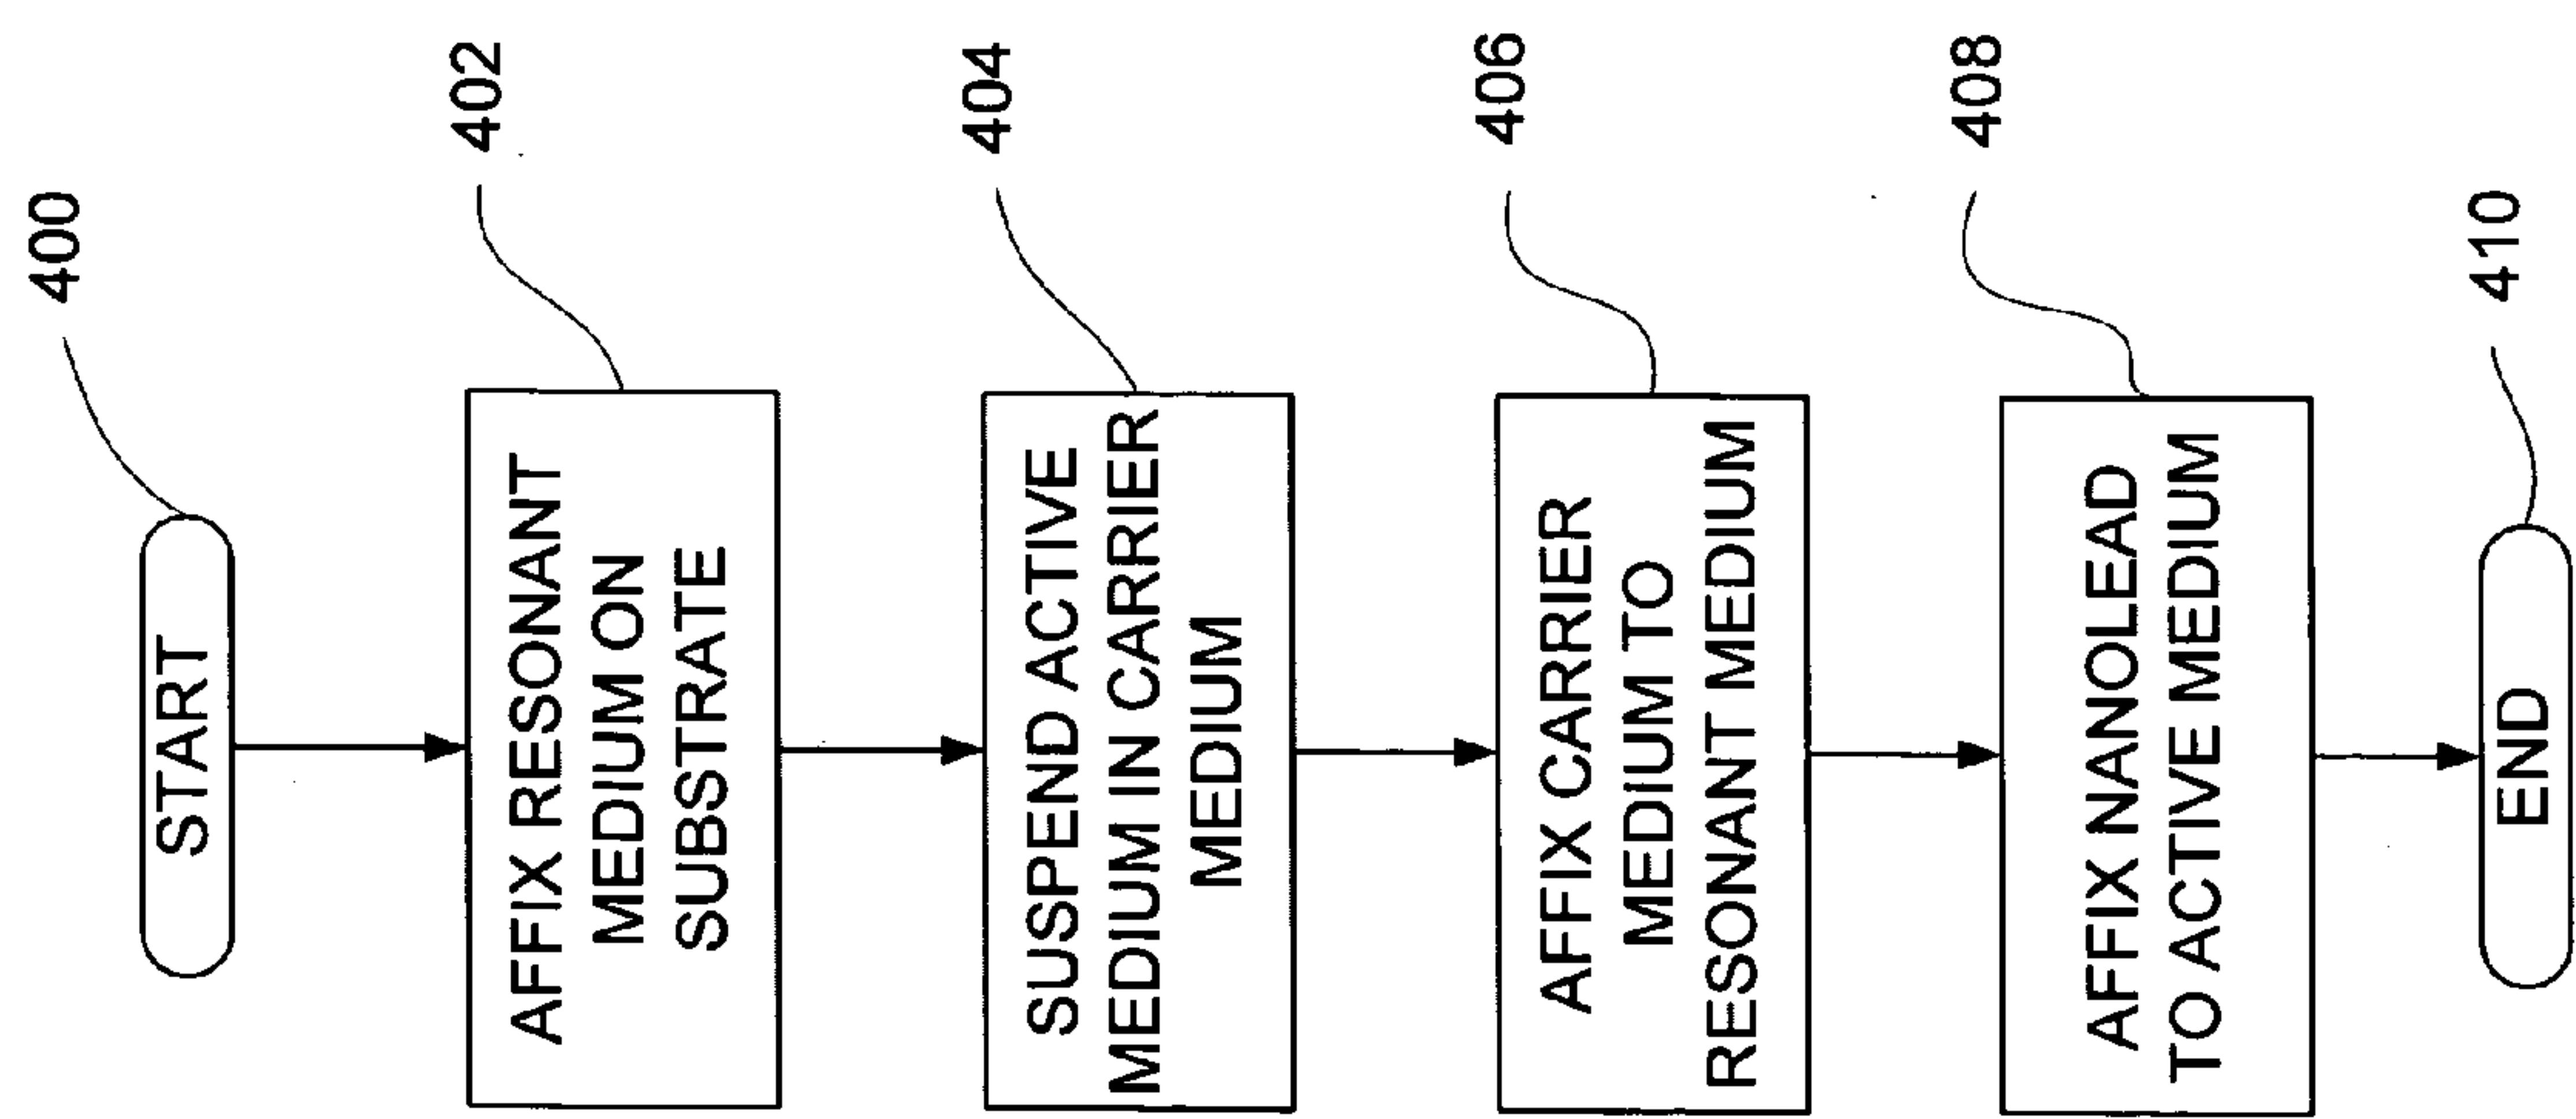 400
START
402
AFFIX RESONANT
MEDIUM ON
SUBSTRATE
404
SUSPEND ACTIVE
MEDIUM IN CARRIER
MEDIUM
406
AFFIX CARRIER
MEDIUM TO
RESONANT MEDIUM
408
AFFIX NANOLEAD
TO ACTIVE MEDIUM
410
END